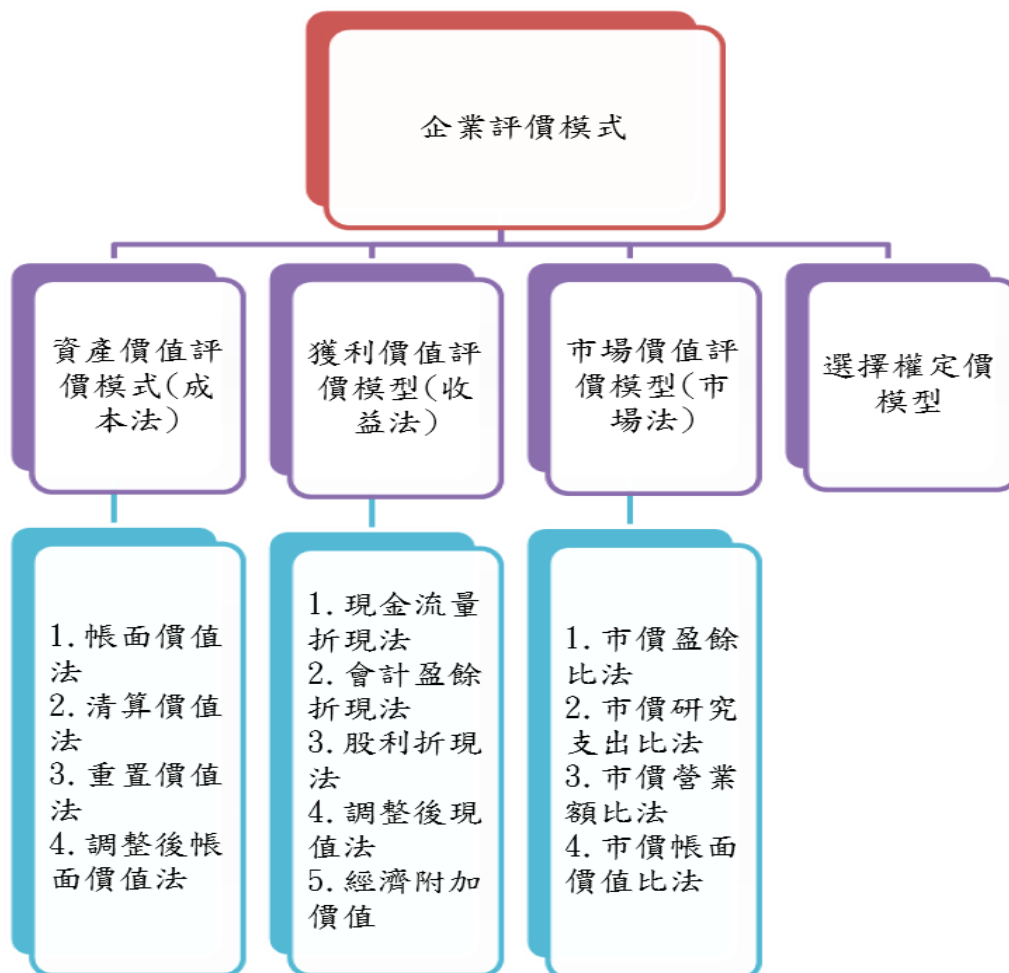 企業評價模式
資產價值評
價模式(成
本法)
獲利價值評
價模型(收
益法)
市場價值評
價模型(市
場法)
選擇權定價
模型
1.帳面價值
法
2.清算價值
法
3.重置價值
法
4.調整後帳
面價值法
1.現金流量
折現法
2.會計盈餘
折現法
3.股利折現
法
4.調整後現
值法
5.經濟附加
價值
1.市價盈餘
比法
2.市價研究
支出比法
3.市價營業
額比法
4.市價帳面
價值比法